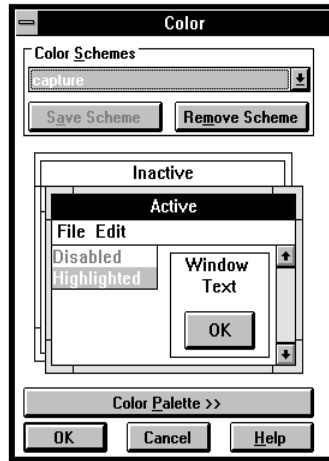 Color
Color Schemes
capture
Save Scheme Remove Scheme
Inactive
Active
File Edit
Disabled
Highlighted
Window
Text
OK
Color Palette >>
OK Cancel Help